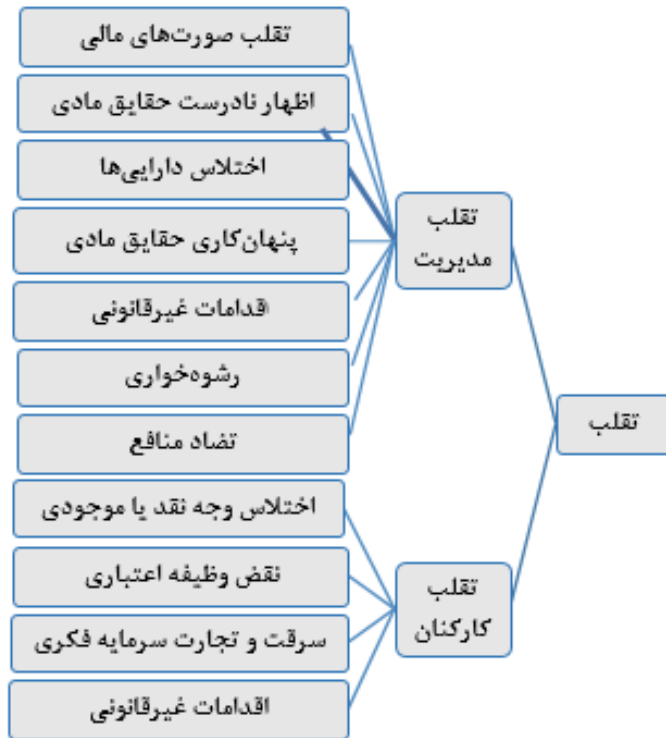 تقلب
تقلب
مدیریت
تقلب صورت‌های مالی
اظهار نادرست حقایق مادی
اختلاس دارایی‌ها
پنهان‌کاری حقایق مادی
اقدامات غیرقانونی
رشوه‌خواری
تضاد منافع
تقلب
کارکنان
اختلاس وجه نقد یا موجودی
نقض وظیفه اعتباری
سرقت و تجارت سرمایه فکری
اقدامات غیرقانونی